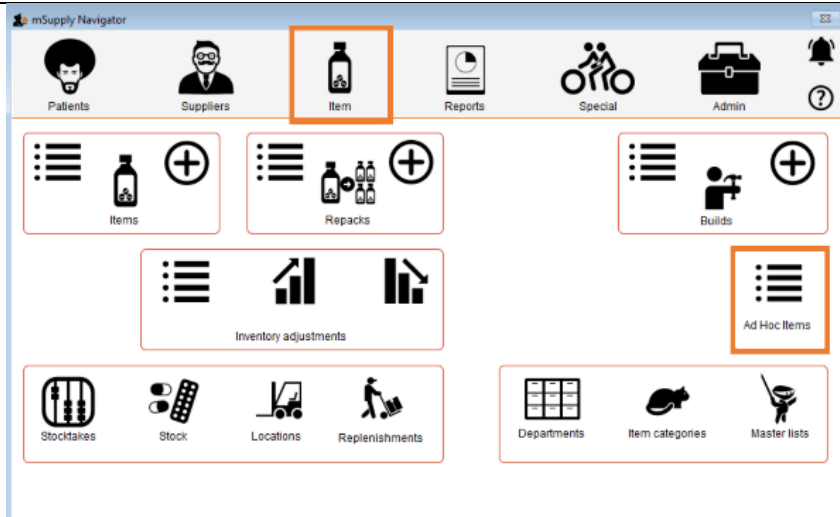 mSupply Navigator
Patients Suppliers Item Reports Special Admin
Items Repacks Builds
Inventory adjustments Ad Hoc Items
Stocktakes Stock Locations Replenishments Departments Item categories Master lists